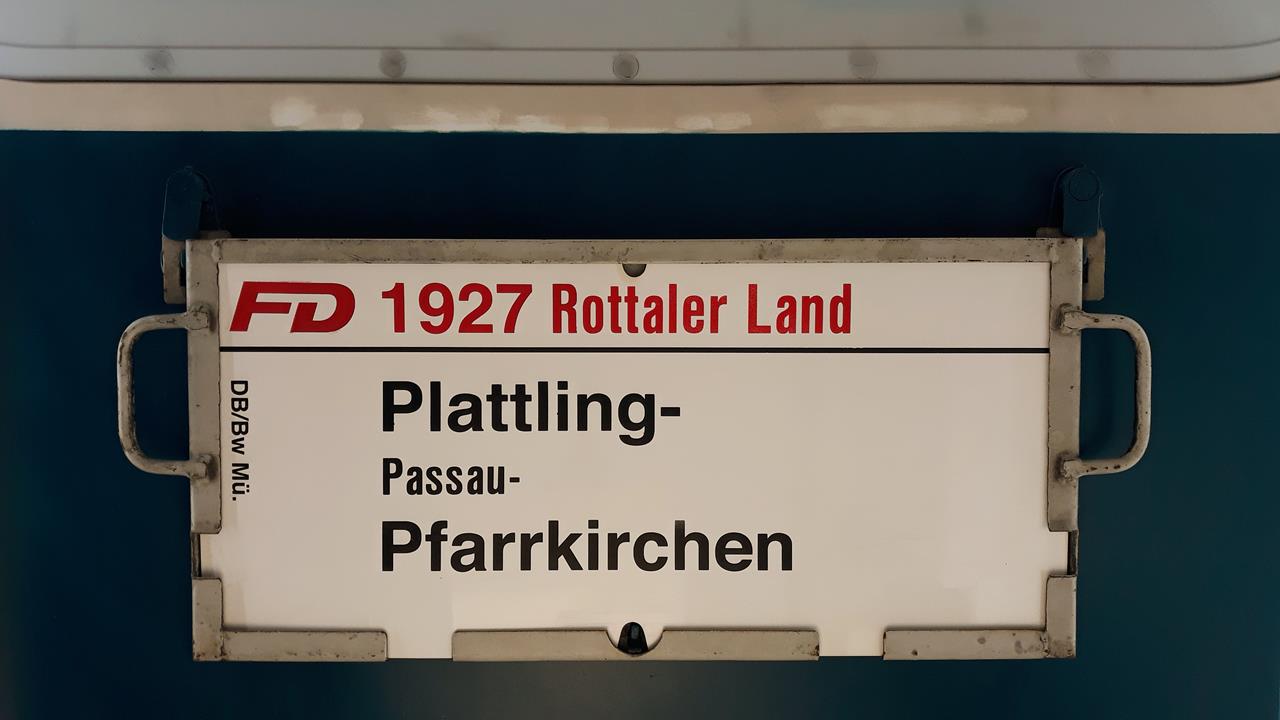 FD 1927 Rottaler Land
DB/Bw Mü.
Plattling-
Passau-
Pfarrkirchen